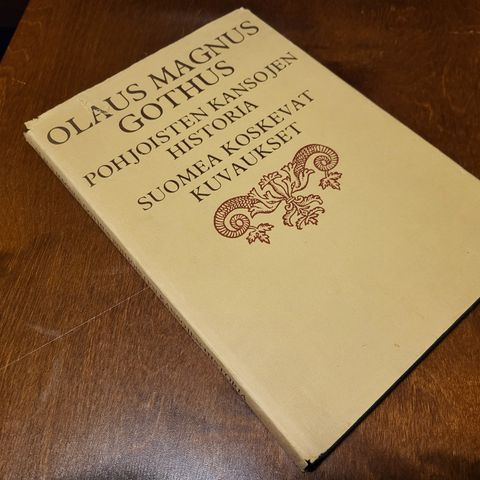 OLAUS MAGNUS
GOTHUS
POHJOISTEN KANSOJEN
HISTORIA
SUOMEA KOSKEVAT
KUVAUKSET